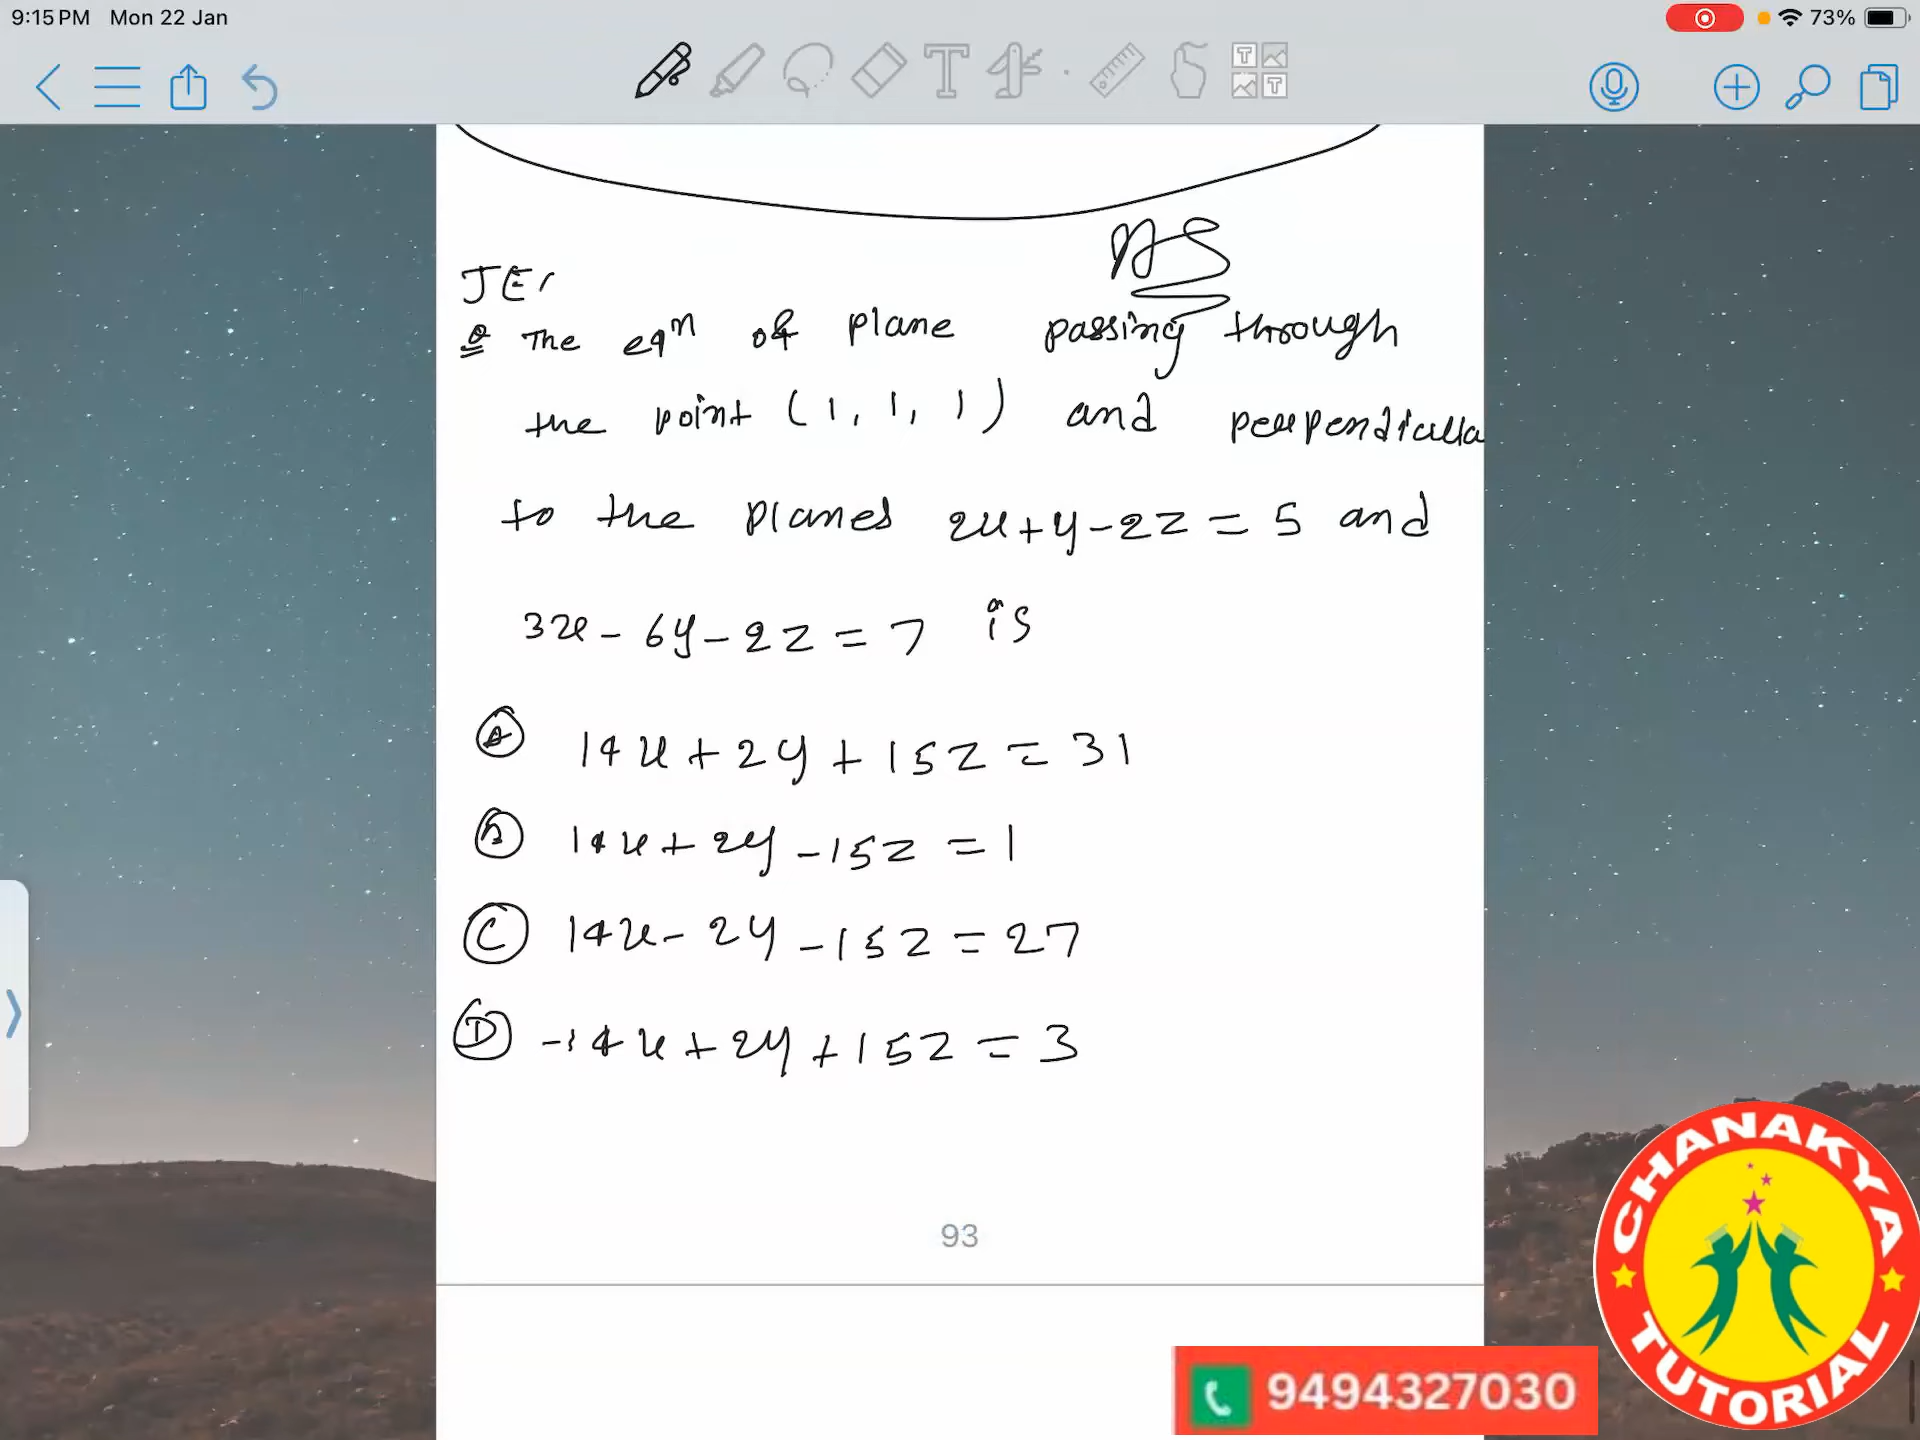 9:15 PM Mon 22 Jan
73%
JEE
Q The eqn of plane passing through
the point (1, 1, 1) and perpendicula
to the planes 2x+y-2z = 5 and
3x - 6y - 2z = 7 is
A 14x + 2y + 15z = 31
B 14x + 2y - 15z = 1
C 14x - 2y - 15z = 27
D -14x + 2y + 15z = 3
93
CHANAKYA
TUTORIAL
9494327030